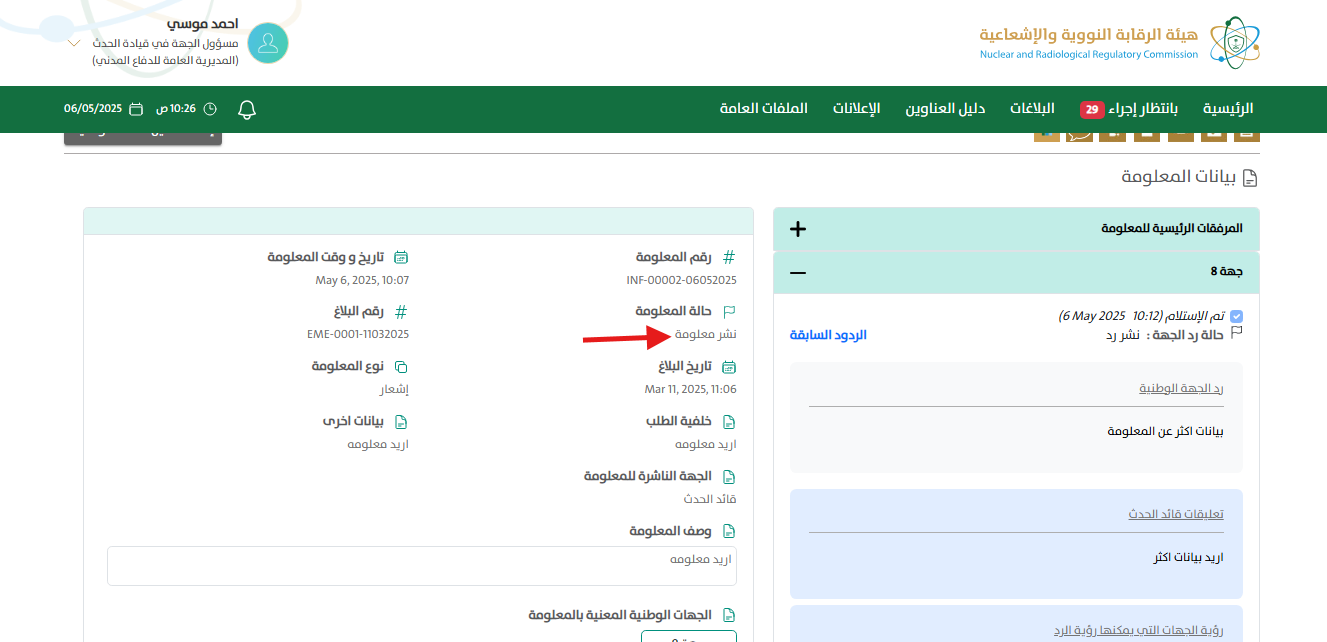 هيئة الرقابة النووية والإشعاعية
Nuclear and Radiological Regulatory Commission
احمد موسي
مسؤول الجهة في قيادة الحدث
(المديرية العامة للدفاع المدني)
الرئيسية
بانتظار إجراء 29
البلاغات
دليل العناوين
الإعلانات
الملفات العامة
10:26 ص
06/05/2025
بيانات المعلومة
المرفقات الرئيسية للمعلومة
جهة 8
تم الإستلام (10:12 6 May 2025)
حالة رد الجهة : نشر رد
الردود السابقة
رد الجهة الوطنية
بيانات اكثر عن المعلومة
تعليقات قائد الحدث
اريد بيانات اكثر
رؤية الجهات التي يمكنها رؤية الرد
رقم المعلومة
INF-00002-06052025
تاريخ و وقت المعلومة
May 6, 2025, 10:07
حالة المعلومة
نشر معلومة
رقم البلاغ
EME-0001-11032025
تاريخ البلاغ
Mar 11, 2025, 11:06
نوع المعلومة
إشعار
خلفية الطلب
اريد معلومه
بيانات اخرى
اريد معلومه
الجهة الناشرة للمعلومة
قائد الحدث
وصف المعلومة
اريد معلومه
الجهات الوطنية المعنية بالمعلومة